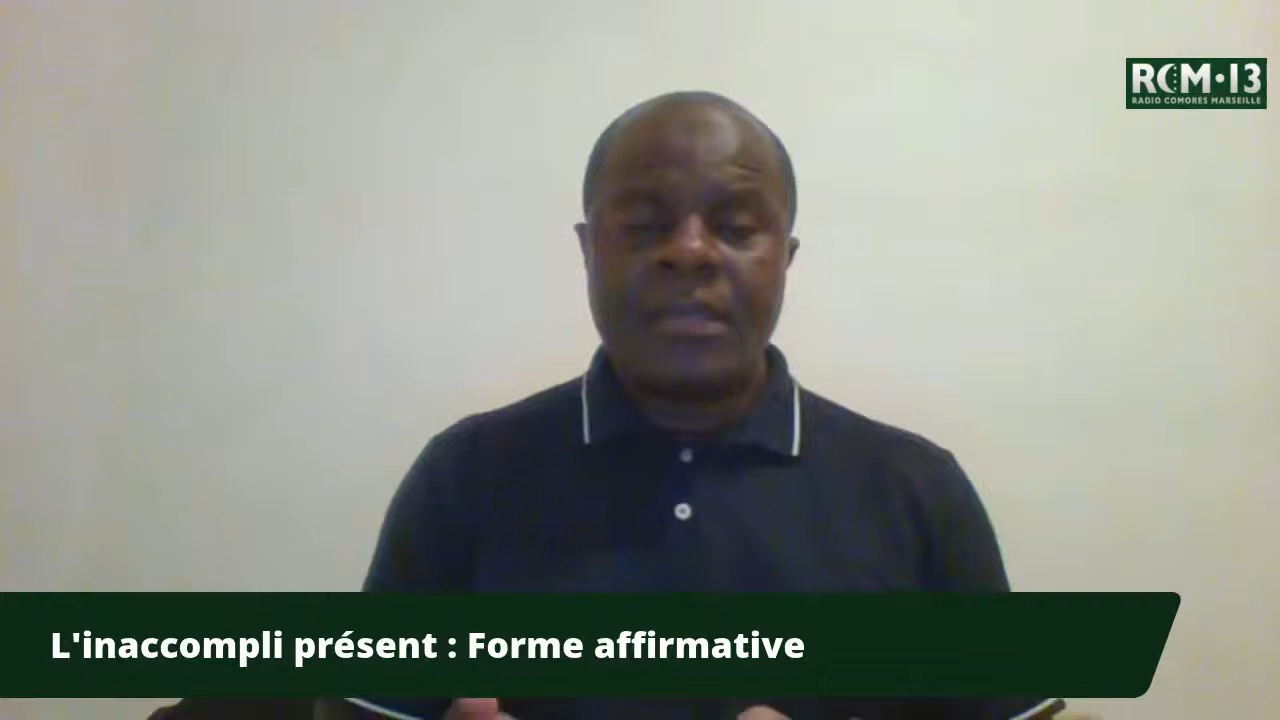 RCM•13
RADIO COMORES MARSEILLE
L'inaccompli présent : Forme affirmative